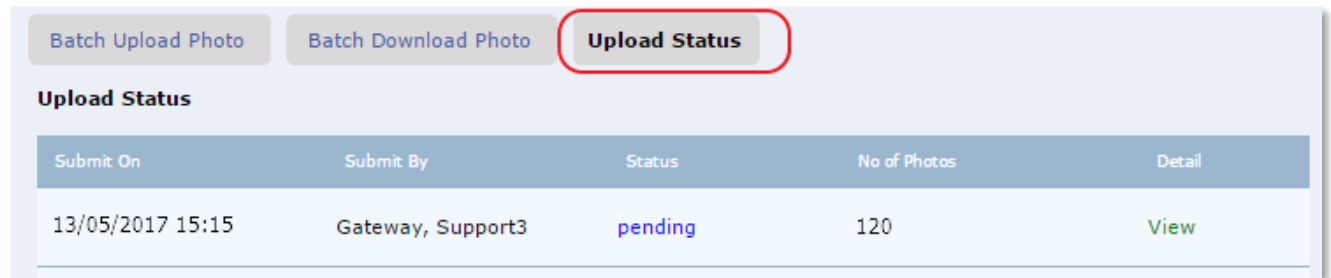 Batch Upload Photo Batch Download Photo Upload Status
Upload Status
Submit On Submit By Status No of Photos Detail
13/05/2017 15:15 Gateway, Support3 pending 120 View